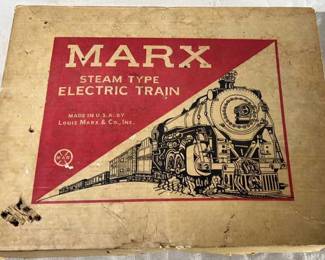 MARX
STEAM TYPE
ELECTRIC TRAIN
MADE IN U.S.A. BY
LOUIS MARX & CO., INC.